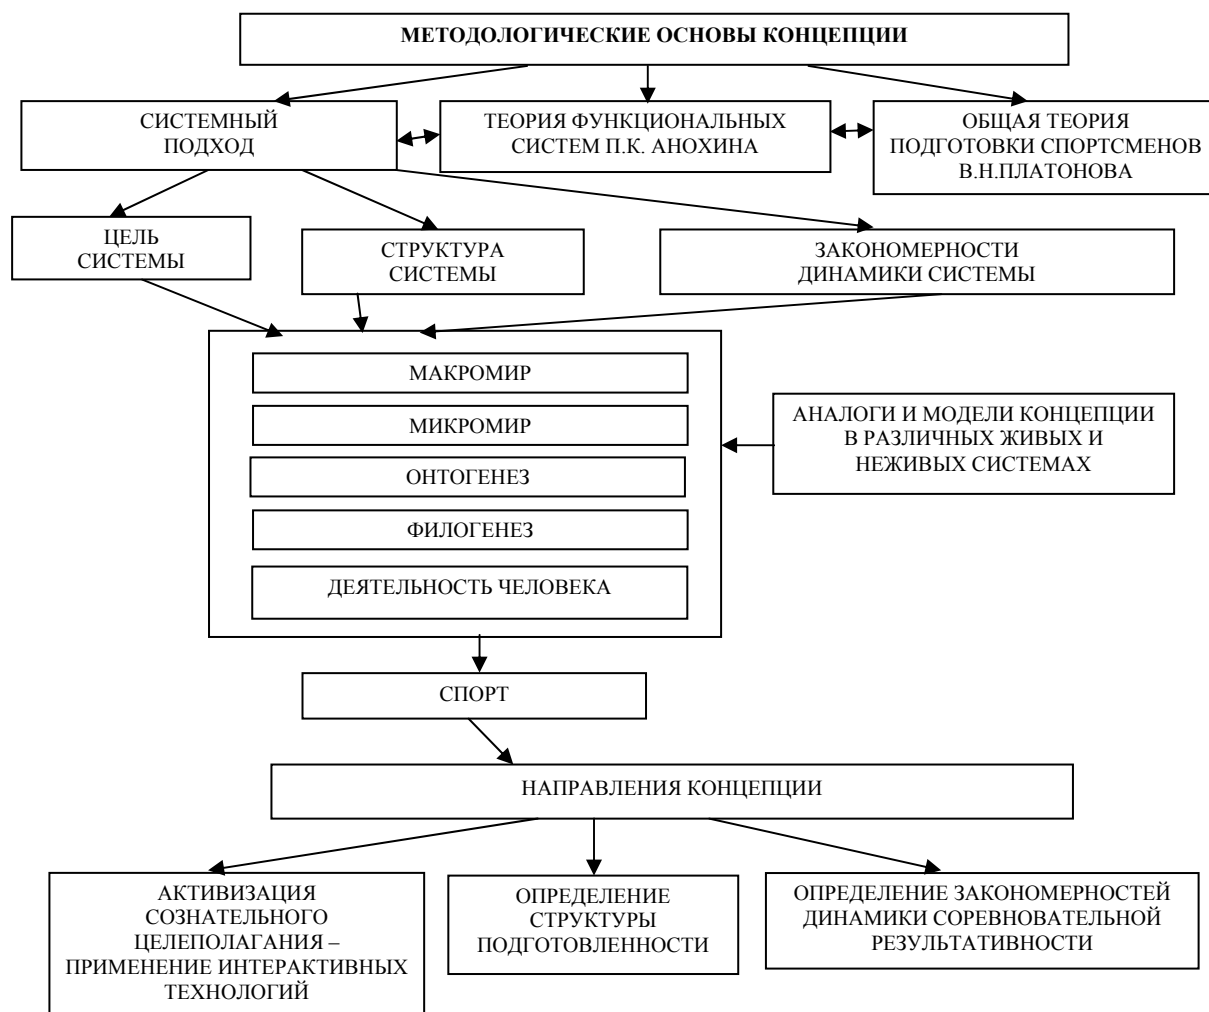 МЕТОДОЛОГИЧЕСКИЕ ОСНОВЫ КОНЦЕПЦИИ
СИСТЕМНЫЙ
ПОДХОД
ТЕОРИЯ ФУНКЦИОНАЛЬНЫХ
СИСТЕМ П.К. АНОХИНА
ОБЩАЯ ТЕОРИЯ
ПОДГОТОВКИ СПОРТСМЕНОВ
В.Н.ПЛАТОНОВА
ЦЕЛЬ
СИСТЕМЫ
СТРУКТУРА
СИСТЕМЫ
ЗАКОНОМЕРНОСТИ
ДИНАМИКИ СИСТЕМЫ
МАКРОМИР
МИКРОМИР
ОНТОГЕНЕЗ
ФИЛОГЕНЕЗ
ДЕЯТЕЛЬНОСТЬ ЧЕЛОВЕКА
АНАЛОГИ И МОДЕЛИ КОНЦЕПЦИИ
В РАЗЛИЧНЫХ ЖИВЫХ И
НЕЖИВЫХ СИСТЕМАХ
СПОРТ
НАПРАВЛЕНИЯ КОНЦЕПЦИИ
АКТИВИЗАЦИЯ
СОЗНАТЕЛЬНОГО
ЦЕЛЕПОЛАГАНИЯ –
ПРИМЕНЕНИЕ ИНТЕРАКТИВНЫХ
ТЕХНОЛОГИЙ
ОПРЕДЕЛЕНИЕ
СТРУКТУРЫ
ПОДГОТОВЛЕННОСТИ
ОПРЕДЕЛЕНИЕ ЗАКОНОМЕРНОСТЕЙ
ДИНАМИКИ СОРЕВНОВАТЕЛЬНОЙ
РЕЗУЛЬТАТИВНОСТИ